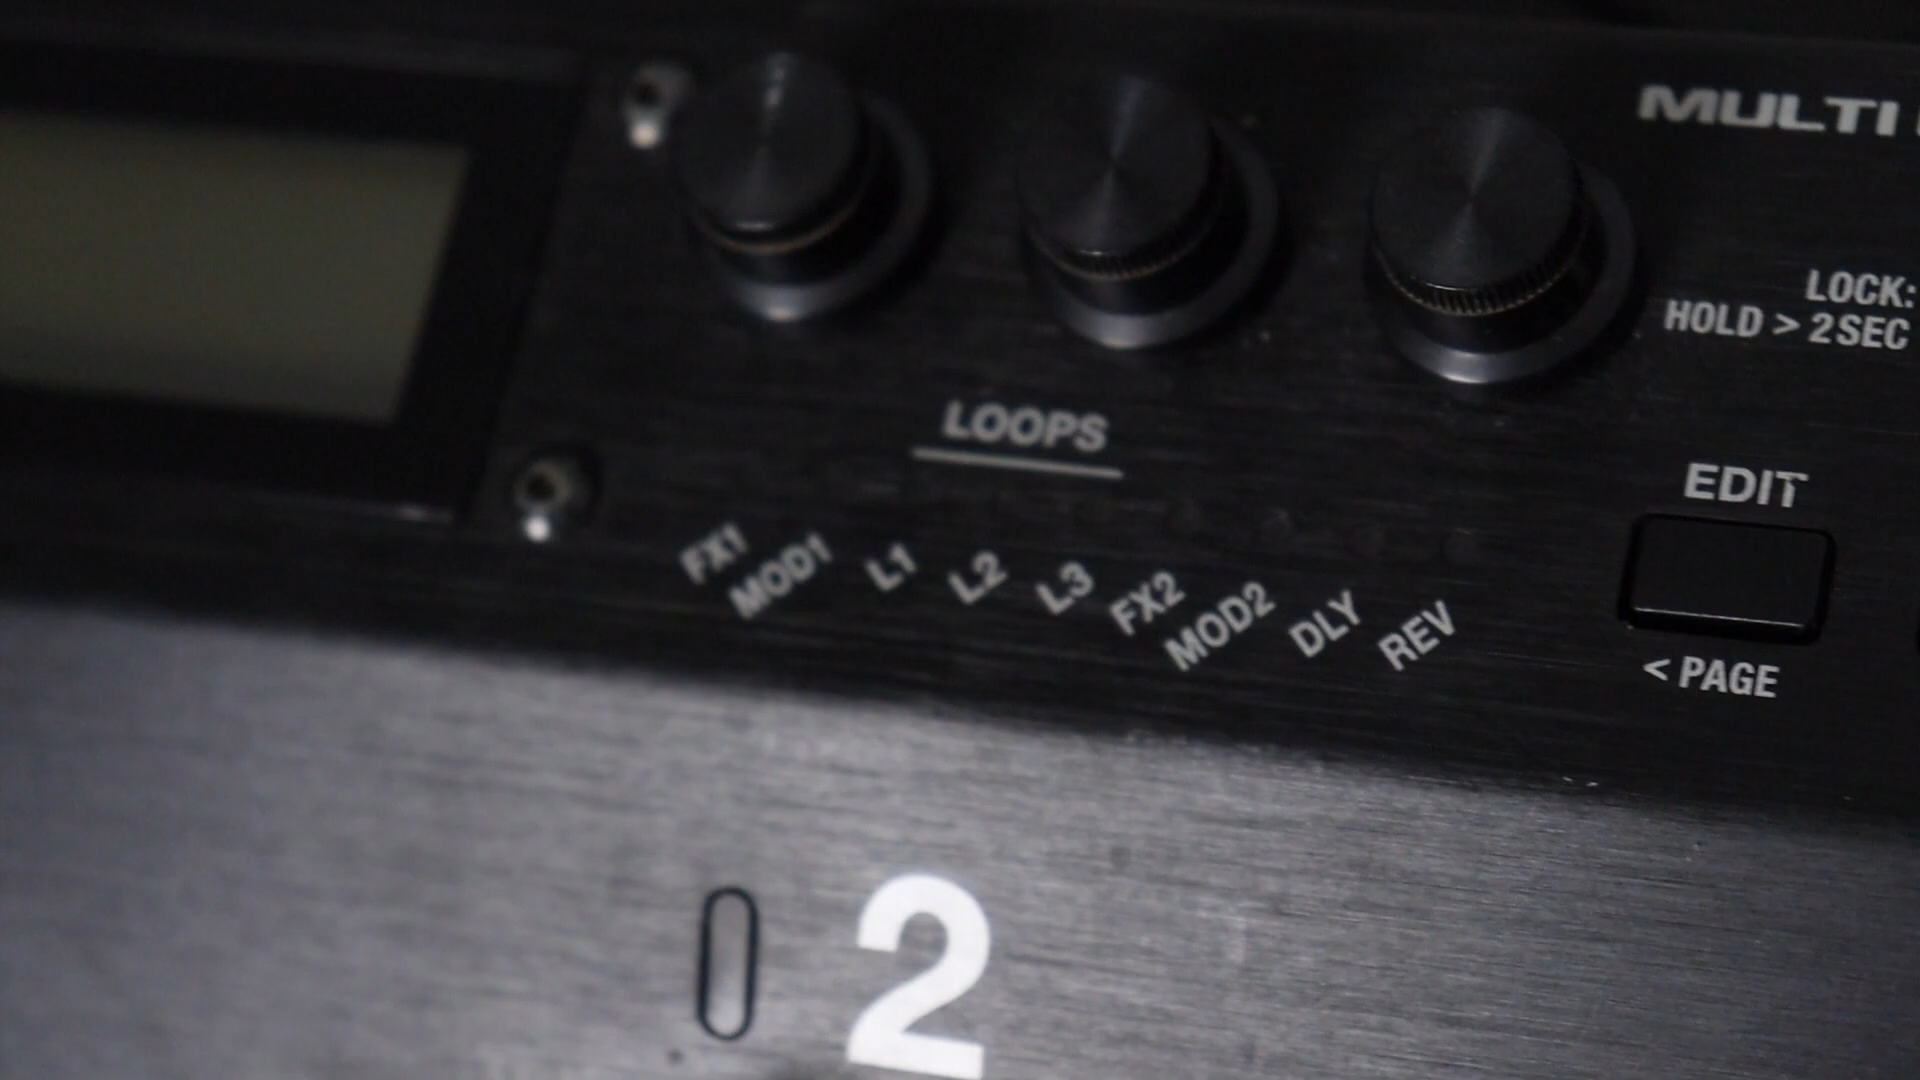 MULTI
LOCK:
HOLD > 2SEC
LOOPS
EDIT
FX1
MOD1
L1
L2
L3
FX2
MOD2
DLY
REV
< PAGE
2